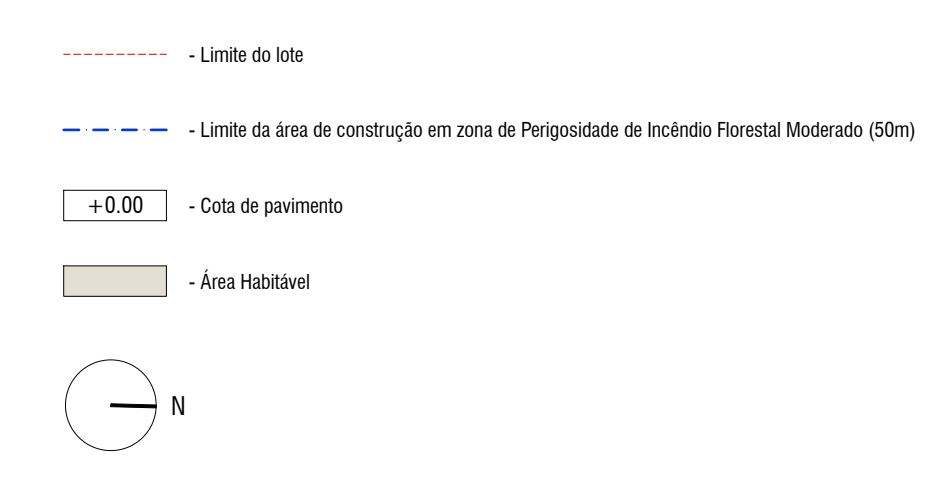 - Limite do lote
- Limite da área de construção em zona de Perigosidade de Incêndio Florestal Moderado (50m)
+0.00 - Cota de pavimento
- Área Habitável
N